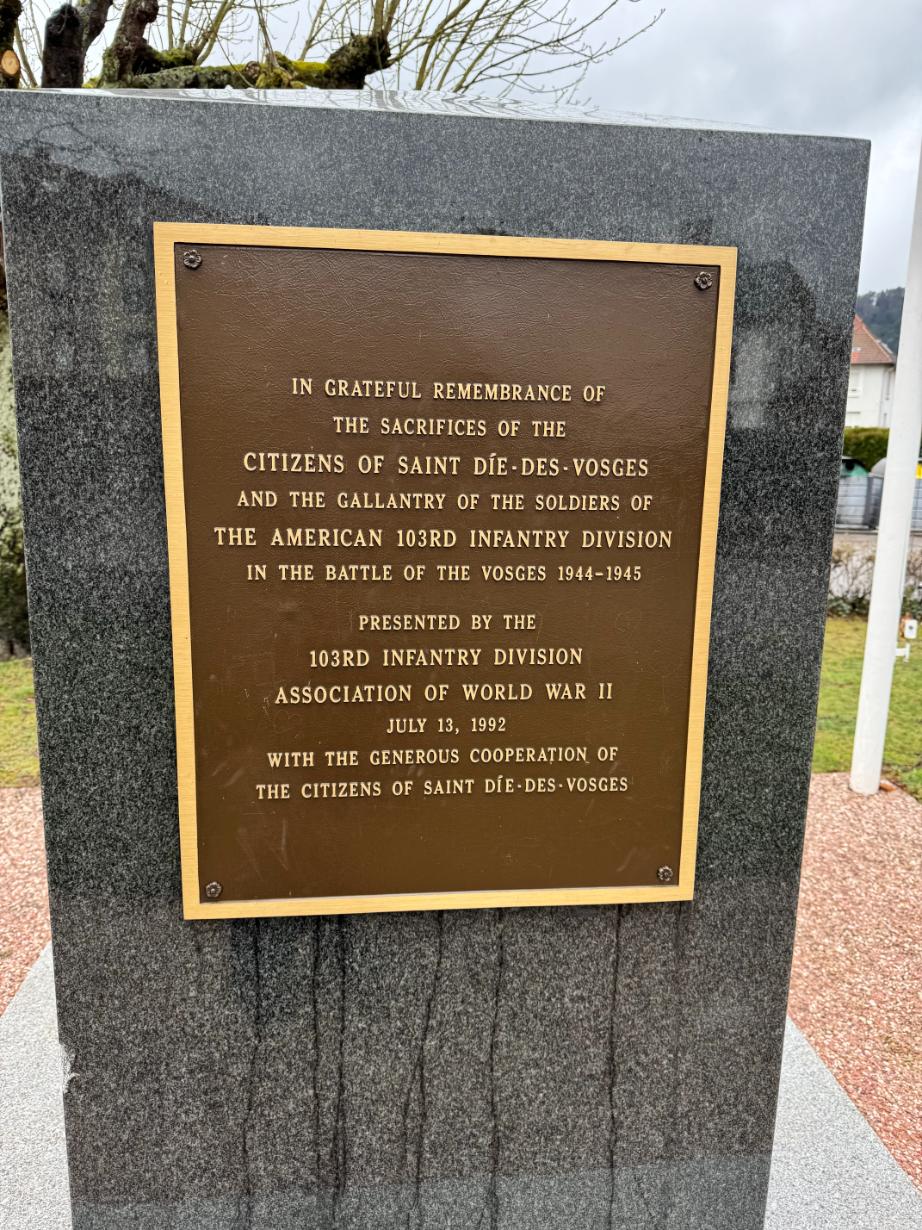 IN GRATEFUL REMEMBRANCE OF
THE SACRIFICES OF THE
CITIZENS OF SAINT DÍE-DES-VOSGES
AND THE GALLANTRY OF THE SOLDIERS OF
THE AMERICAN 103RD INFANTRY DIVISION
IN THE BATTLE OF THE VOSGES 1944-1945
PRESENTED BY THE
103RD INFANTRY DIVISION
ASSOCIATION OF WORLD WAR II
JULY 13, 1992
WITH THE GENEROUS COOPERATION OF
THE CITIZENS OF SAINT DÍE-DES-VOSGES